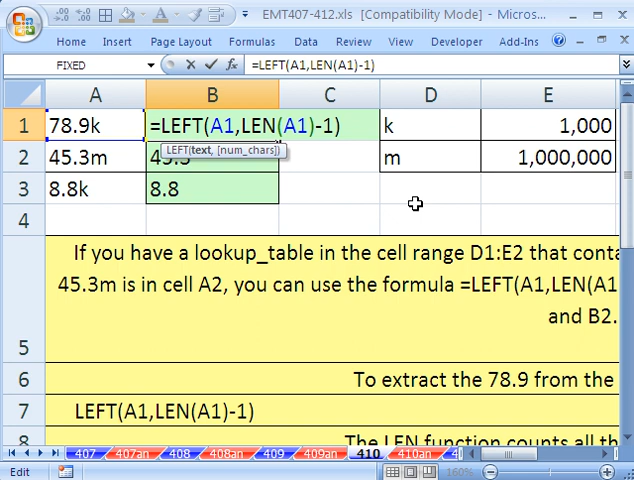 EMT407-412.xls [Compatibility Mode] - Micros...
Home Insert Page Layout Formulas Data Review View Developer Add-Ins
FIXED =LEFT(A1,LEN(A1)-1)
A B C D E
1 78.9k =LEFT(A1,LEN(A1)-1) k 1,000
LEFT(text, [num_chars])
2 45.3m 45.3 m 1,000,000
3 8.8k 8.8
4
If you have a lookup_table in the cell range D1:E2 that conta
45.3m is in cell A2, you can use the formula =LEFT(A1,LEN(A1
and B2.
5
6 To extract the 78.9 from the
7 LEFT(A1,LEN(A1)-1)
8 The LEN function counts all th
407 407an 408 408an 409 409an 410 410an
Edit 160%